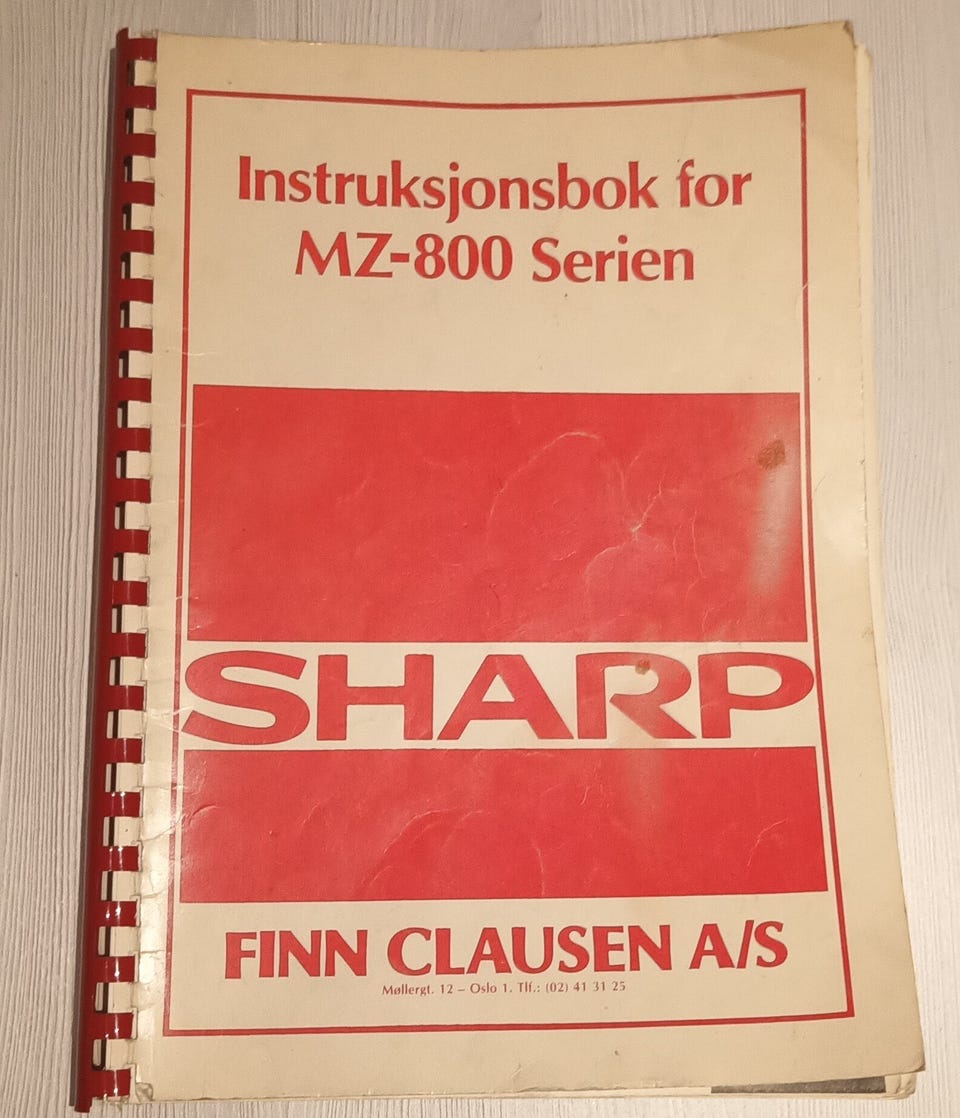 Instruksjonsbok for
MZ-800 Serien
SHARP
FINN CLAUSEN A/S
Møllergt. 12 – Oslo 1. Tlf.: (02) 41 31 25